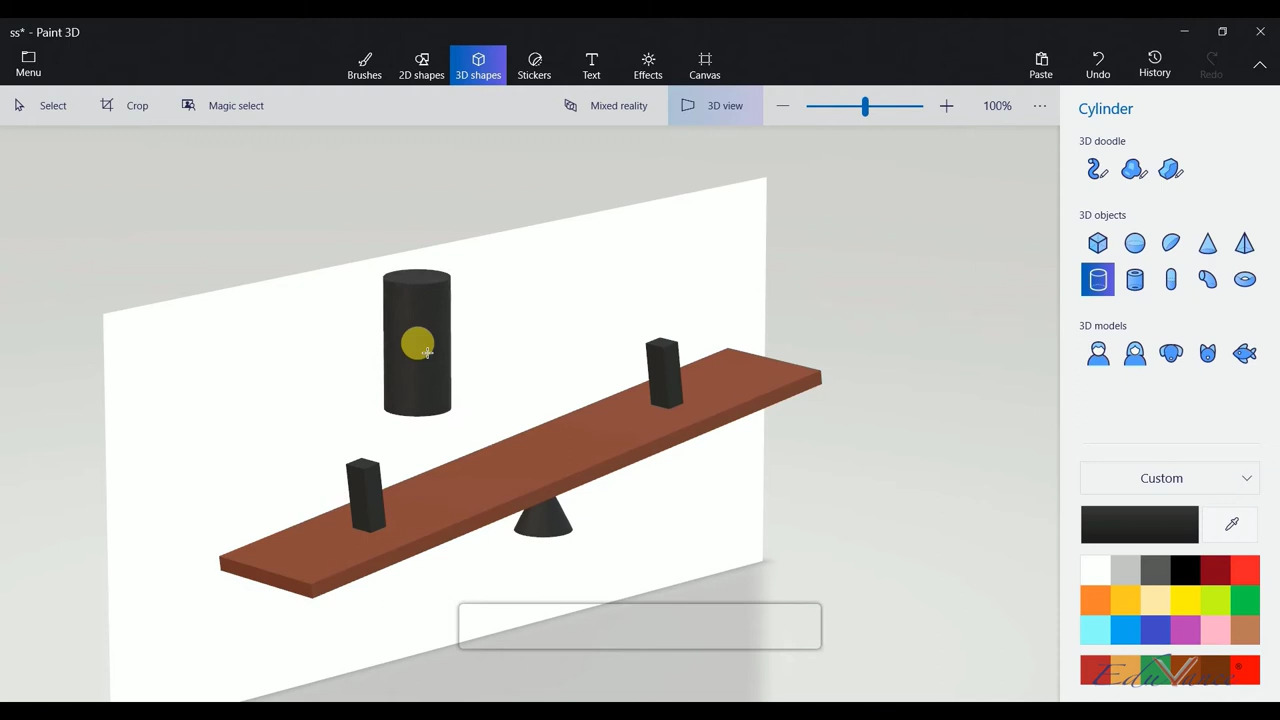 ss* - Paint 3D
Menu
Brushes
2D shapes
3D shapes
Stickers
Text
Effects
Canvas
Paste
Undo
History
Redo
Select
Crop
Magic select
Mixed reality
3D view
100%
Cylinder
3D doodle
3D objects
3D models
Custom
EduVance®